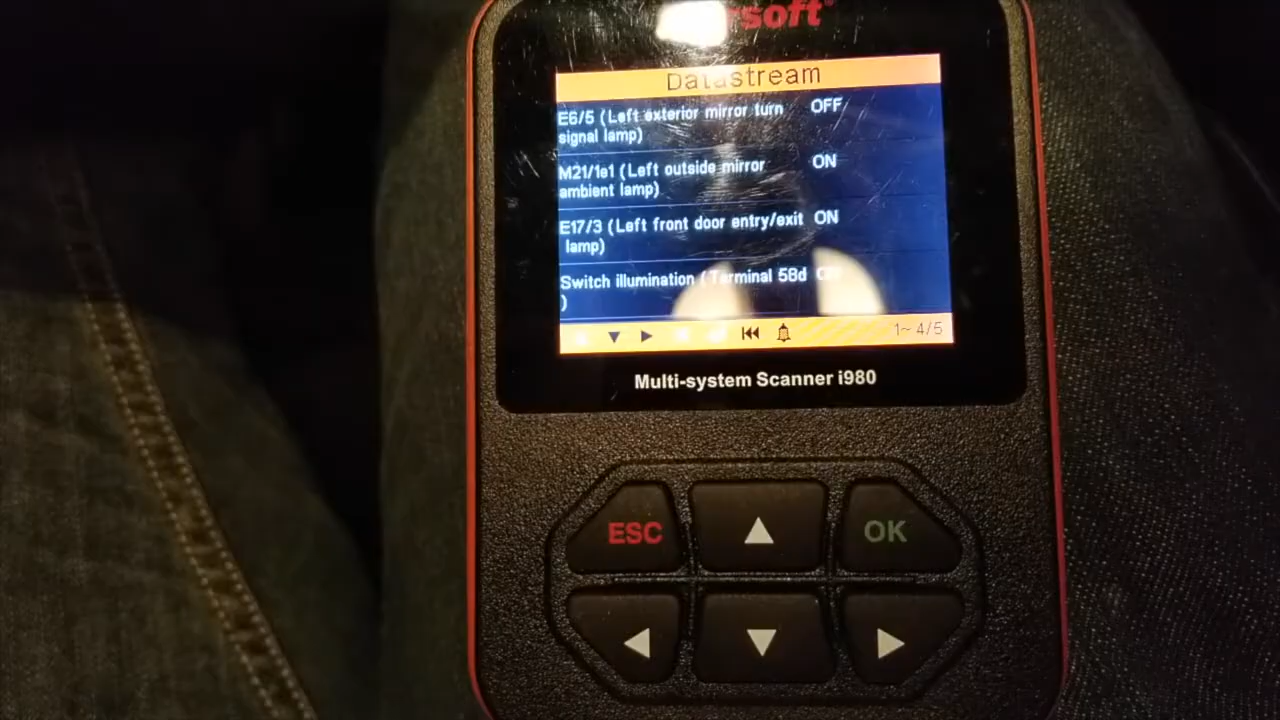 Datastream
E6/5 (Left exterior mirror turn OFF
signal lamp)
M21/1e1 (Left outside mirror ON
ambient lamp)
E17/3 (Left front door entry/exit ON
lamp)
Switch illumination (Terminal 58d
)
1~ 4/5
Multi-system Scanner i980
ESC
OK